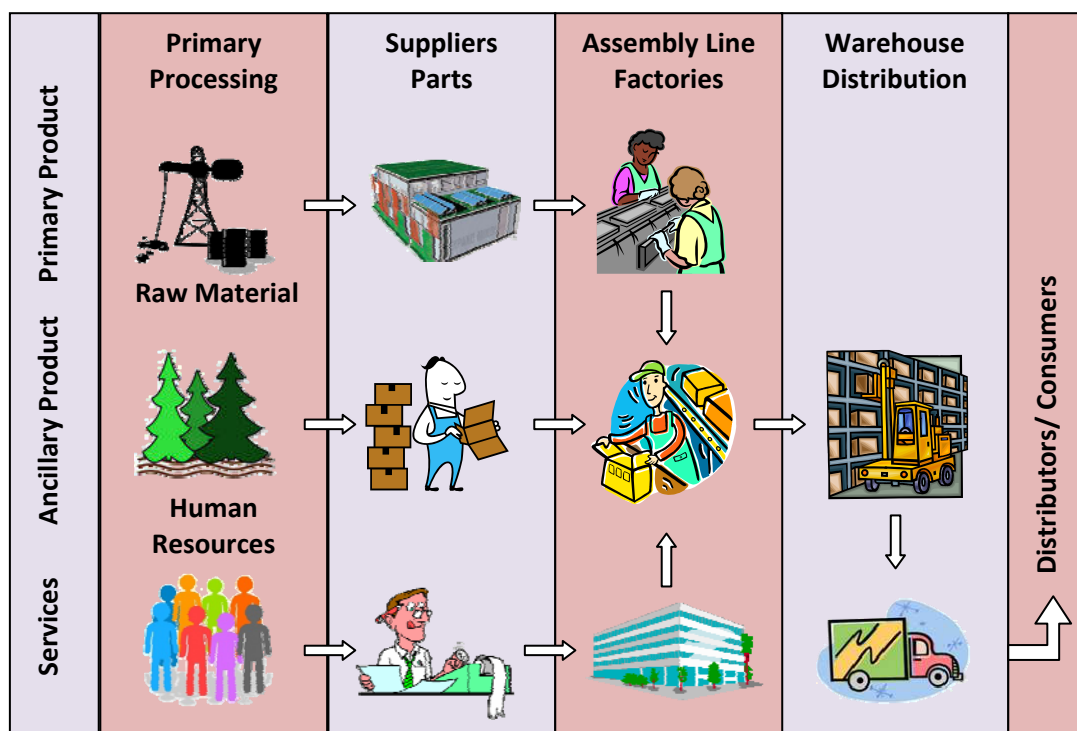 Primary
Processing
Suppliers
Parts
Assembly Line
Factories
Warehouse
Distribution
Primary Product
Raw Material
Ancillary Product
Human
Resources
Services
Distributors/ Consumers